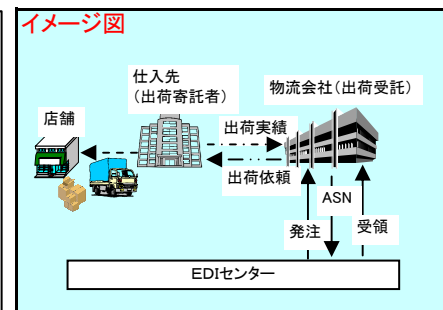 イメージ図
仕入先
（出荷寄託者）
物流会社（出荷受託）
店舗
出荷実績
出荷依頼
発注
ASN
受領
EDIセンター